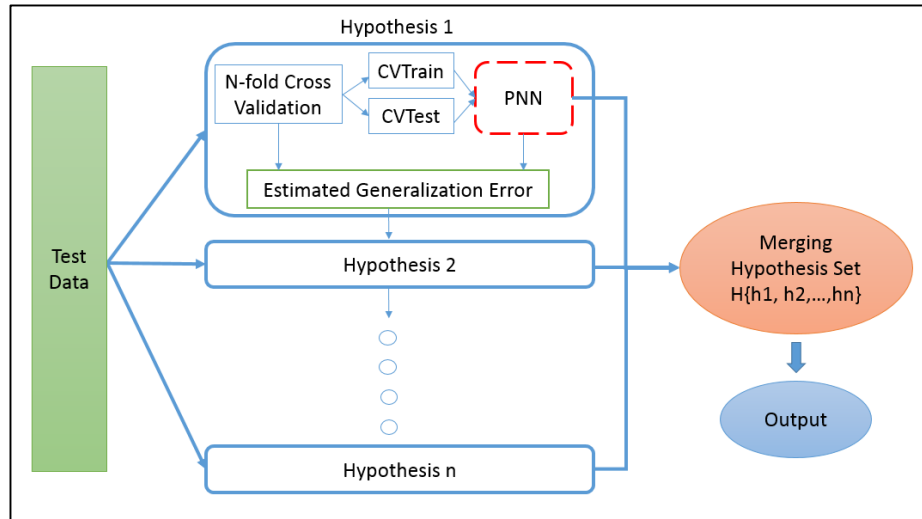 Hypothesis 1
N-fold Cross
Validation
CVTrain
CVTest
PNN
Estimated Generalization Error
Test
Data
Hypothesis 2
Hypothesis n
Merging
Hypothesis Set
H{h1, h2,...,hn}
Output